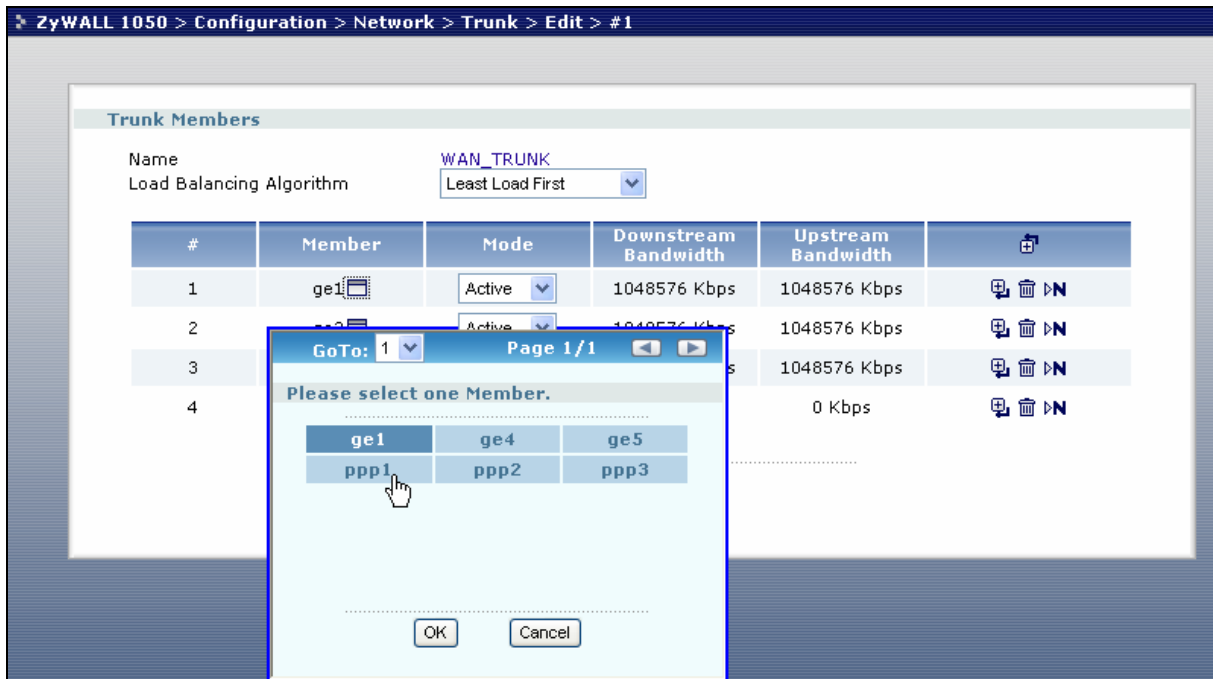 ZyWALL 1050 > Configuration > Network > Trunk > Edit > #1
Trunk Members
Name WAN_TRUNK
Load Balancing Algorithm Least Load First
# Member Mode Downstream Bandwidth Upstream Bandwidth
1 ge1 Active 1048576 Kbps 1048576 Kbps N
2 Active 1048576 Kbps 1048576 Kbps N
3 1048576 Kbps N
4 0 Kbps N
GoTo: 1 Page 1/1
Please select one Member.
ge1 ge4 ge5
ppp1 ppp2 ppp3
OK Cancel